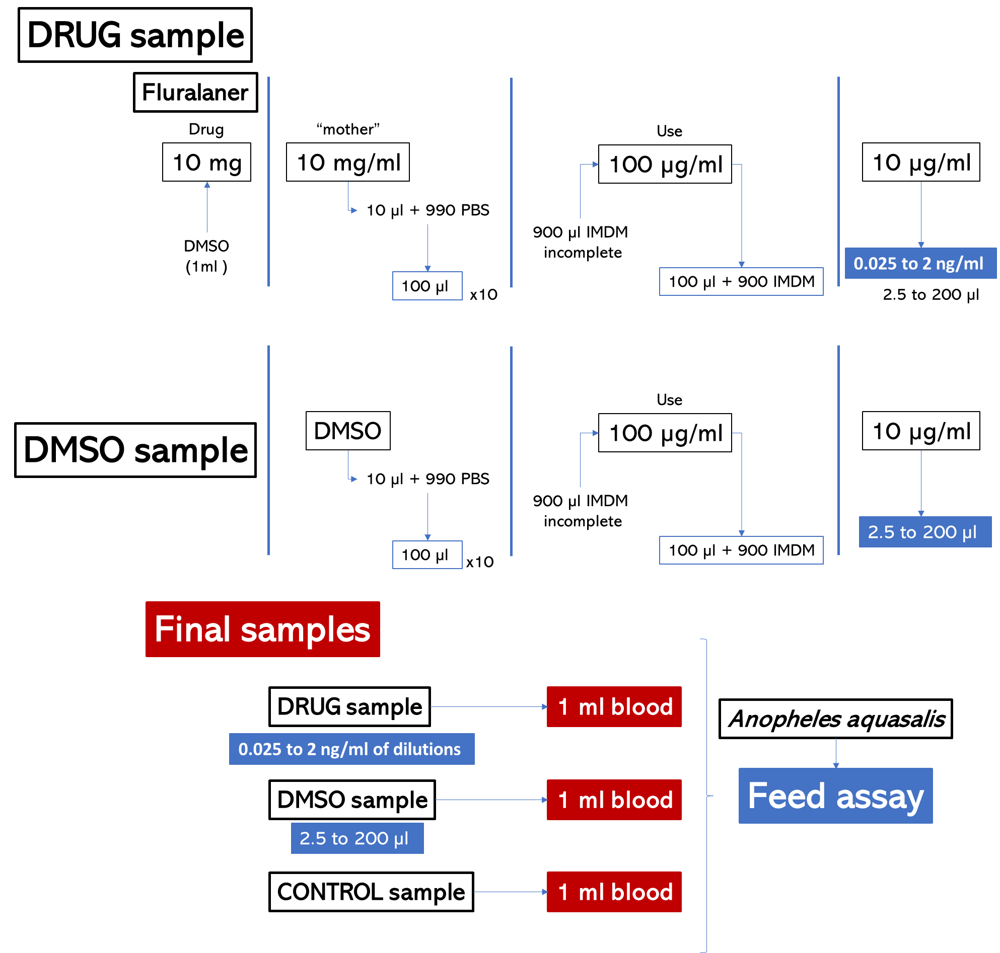 DRUG sample
Fluralaner
Drug
10 mg
DMSO
(1ml )
“mother”
10 mg/ml
10 µl + 990 PBS
100 µl
x10
Use
100 µg/ml
900 µl IMDM
incomplete
100 µl + 900 IMDM
10 µg/ml
0.025 to 2 ng/ml
2.5 to 200 µl
DMSO sample
DMSO
10 µl + 990 PBS
100 µl
x10
Use
100 µg/ml
900 µl IMDM
incomplete
100 µl + 900 IMDM
10 µg/ml
2.5 to 200 µl
Final samples
DRUG sample
1 ml blood
0.025 to 2 ng/ml of dilutions
DMSO sample
1 ml blood
2.5 to 200 µl
CONTROL sample
1 ml blood
Anopheles aquasalis
Feed assay